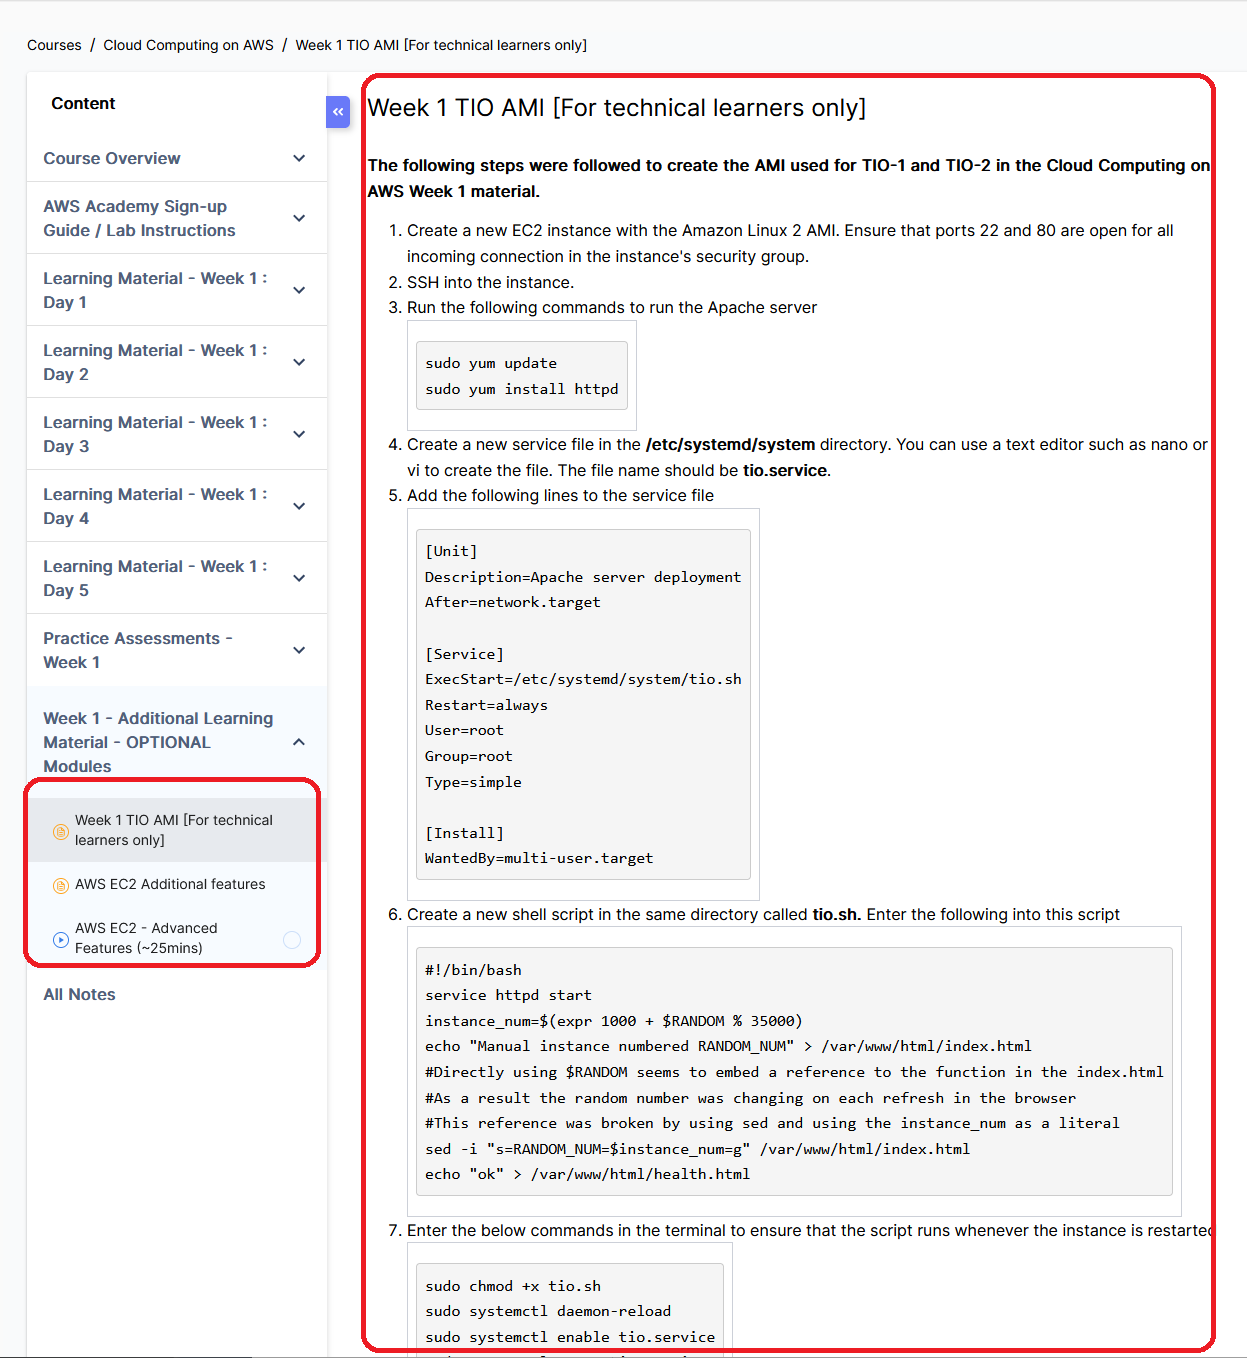 Courses / Cloud Computing on AWS / Week 1 TIO AMI [For technical learners only]
Content
Course Overview
AWS Academy Sign-up
Guide / Lab Instructions
Learning Material - Week 1 :
Day 1
Learning Material - Week 1 :
Day 2
Learning Material - Week 1 :
Day 3
Learning Material - Week 1 :
Day 4
Learning Material - Week 1 :
Day 5
Practice Assessments -
Week 1
Week 1 - Additional Learning
Material - OPTIONAL
Modules
Week 1 TIO AMI [For technical
learners only]
AWS EC2 Additional features
AWS EC2 - Advanced
Features (~25mins)
All Notes
«
Week 1 TIO AMI [For technical learners only]
The following steps were followed to create the AMI used for TIO-1 and TIO-2 in the Cloud Computing on
AWS Week 1 material.
1. Create a new EC2 instance with the Amazon Linux 2 AMI. Ensure that ports 22 and 80 are open for all
incoming connection in the instance's security group.
2. SSH into the instance.
3. Run the following commands to run the Apache server
sudo yum update
sudo yum install httpd
4. Create a new service file in the /etc/systemd/system directory. You can use a text editor such as nano or
vi to create the file. The file name should be tio.service.
5. Add the following lines to the service file
[Unit]
Description=Apache server deployment
After=network.target
[Service]
ExecStart=/etc/systemd/system/tio.sh
Restart=always
User=root
Group=root
Type=simple
[Install]
WantedBy=multi-user.target
6. Create a new shell script in the same directory called tio.sh. Enter the following into this script
#!/bin/bash
service httpd start
instance_num=$(expr 1000 + $RANDOM % 35000)
echo "Manual instance numbered RANDOM_NUM" > /var/www/html/index.html
#Directly using $RANDOM seems to embed a reference to the function in the index.html
#As a result the random number was changing on each refresh in the browser
#This reference was broken by using sed and using the instance_num as a literal
sed -i "s=RANDOM_NUM=$instance_num=g" /var/www/html/index.html
echo "ok" > /var/www/html/health.html
7. Enter the below commands in the terminal to ensure that the script runs whenever the instance is restarted
sudo chmod +x tio.sh
sudo systemctl daemon-reload
sudo systemctl enable tio.service